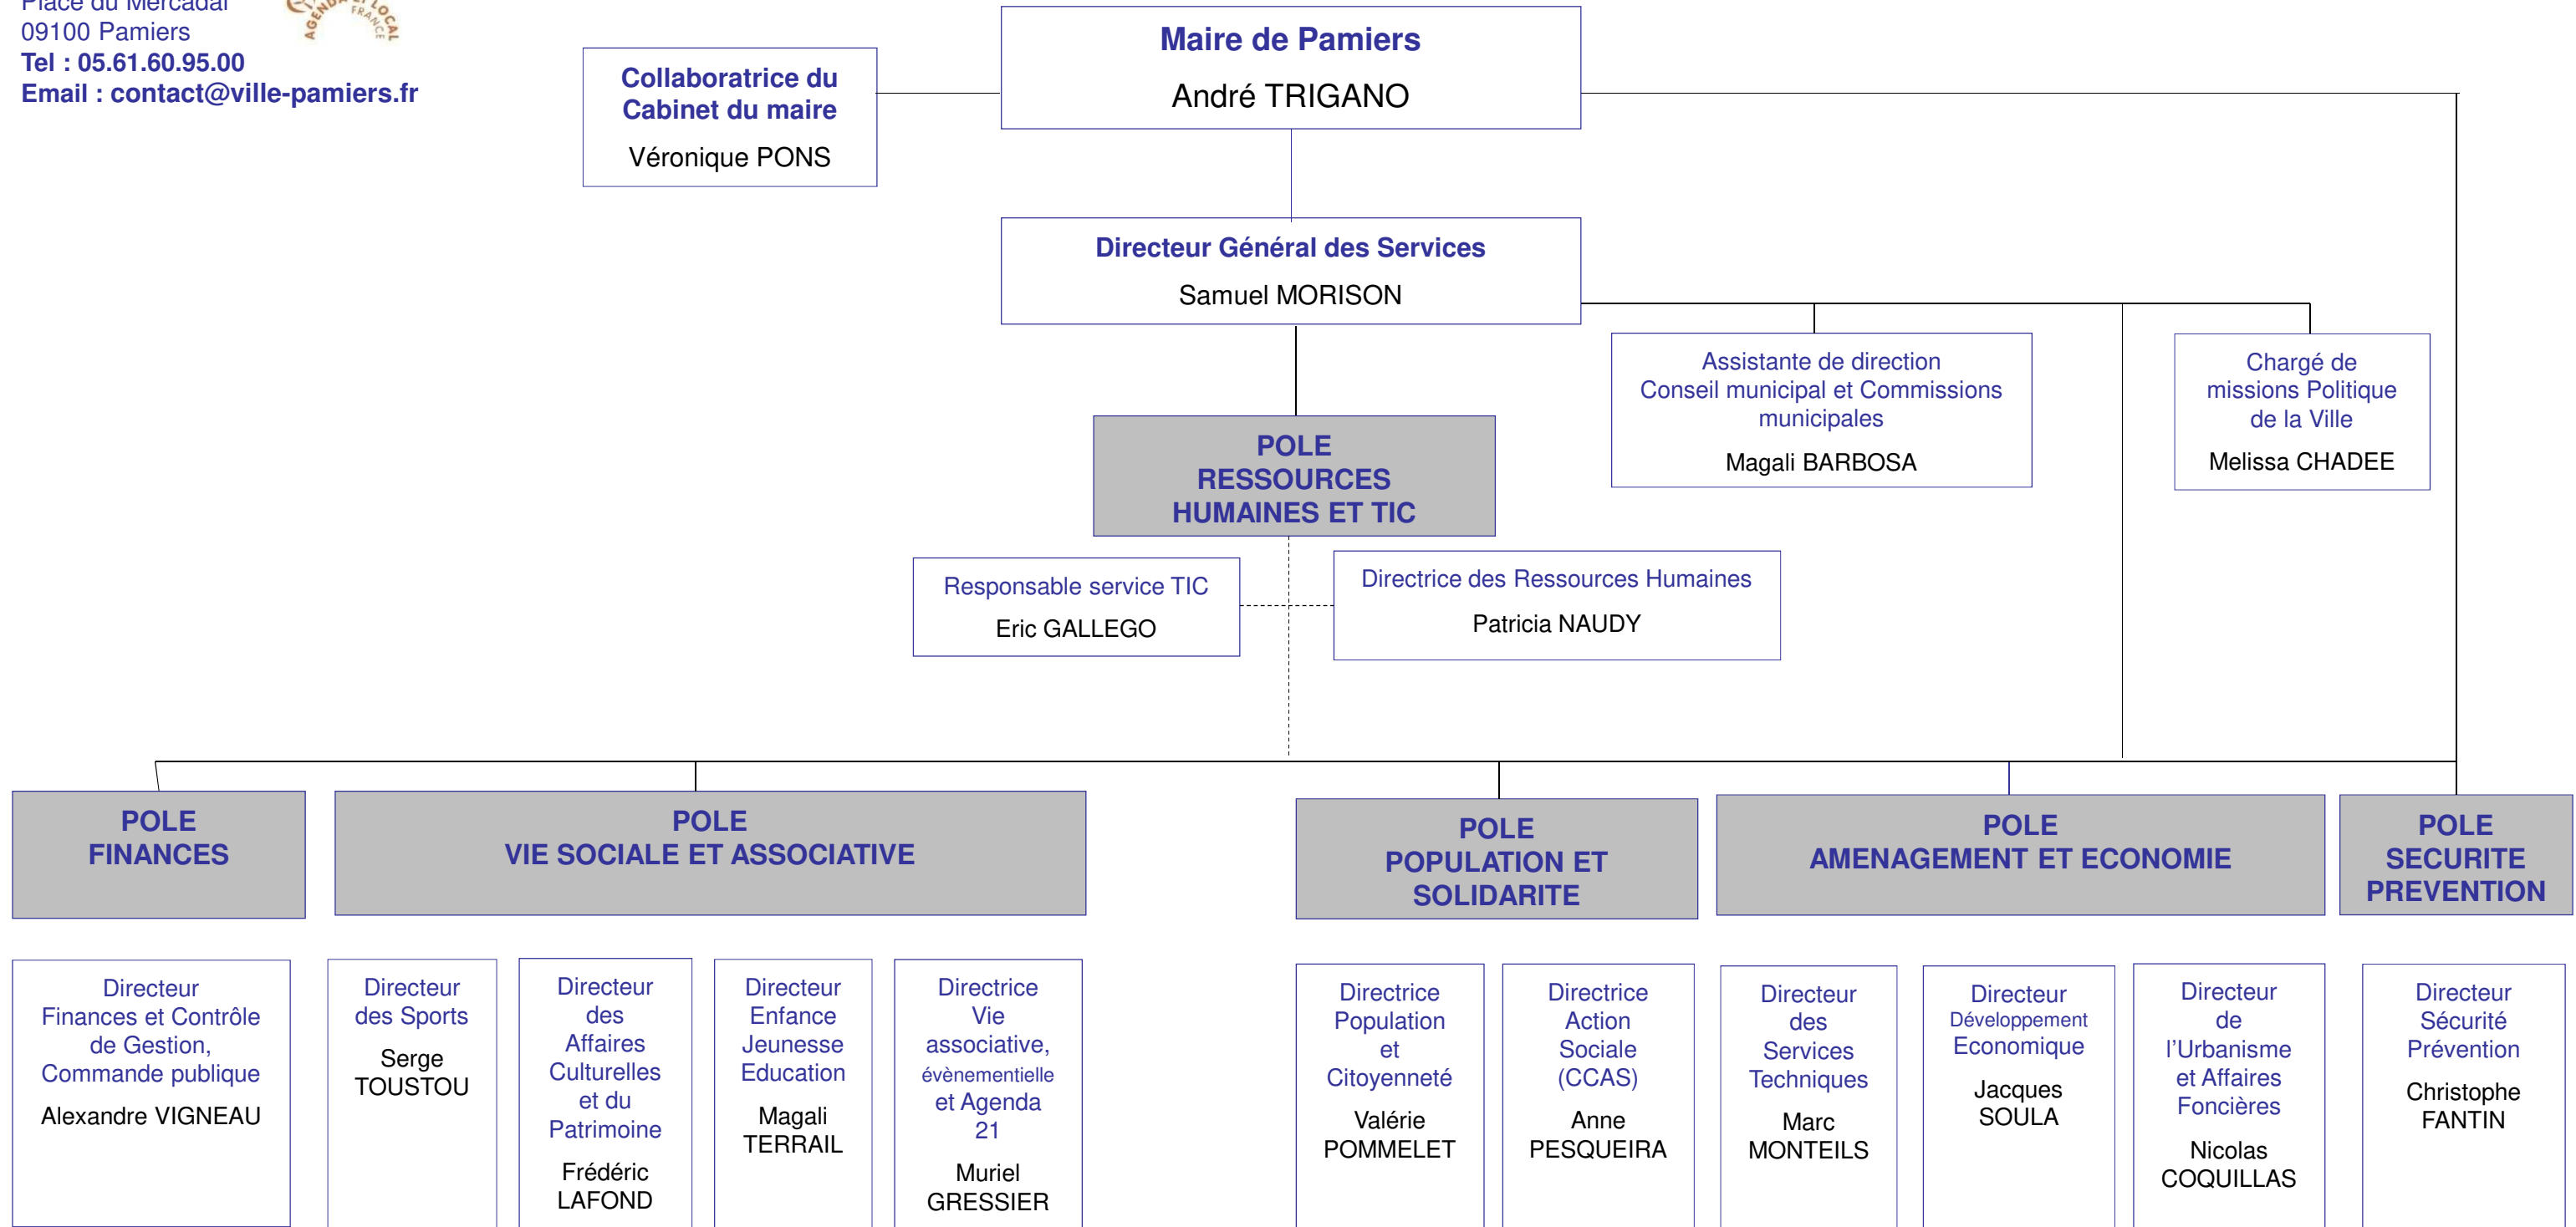 Place du Mercadal
09100 Pamiers
Tel : 05.61.60.95.00
Email : contact@ville-pamiers.fr
AGENDA 21 LOCAL
FRANCE
Maire de Pamiers
André TRIGANO
Collaboratrice du
Cabinet du maire
Véronique PONS
Directeur Général des Services
Samuel MORISON
Assistante de direction
Conseil municipal et Commissions
municipales
Magali BARBOSA
Chargé de
missions Politique
de la Ville
Melissa CHADEE
POLE
RESSOURCES
HUMAINES ET TIC
Responsable service TIC
Eric GALLEGO
Directrice des Ressources Humaines
Patricia NAUDY
POLE
FINANCES
POLE
VIE SOCIALE ET ASSOCIATIVE
POLE
POPULATION ET
SOLIDARITE
POLE
AMENAGEMENT ET ECONOMIE
POLE
SECURITE
PREVENTION
Directeur
Finances et Contrôle
de Gestion,
Commande publique
Alexandre VIGNEAU
Directeur
des Sports
Serge
TOUSTOU
Directeur
des
Affaires
Culturelles
et du
Patrimoine
Frédéric
LAFOND
Directeur
Enfance
Jeunesse
Education
Magali
TERRAIL
Directrice
Vie
associative,
évènementielle
et Agenda
21
Muriel
GRESSIER
Directrice
Population
et
Citoyenneté
Valérie
POMMELET
Directrice
Action
Sociale
(CCAS)
Anne
PESQUEIRA
Directeur
des
Services
Techniques
Marc
MONTEILS
Directeur
Développement
Economique
Jacques
SOULA
Directeur
de
l'Urbanisme
et Affaires
Foncières
Nicolas
COQUILLAS
Directeur
Sécurité
Prévention
Christophe
FANTIN